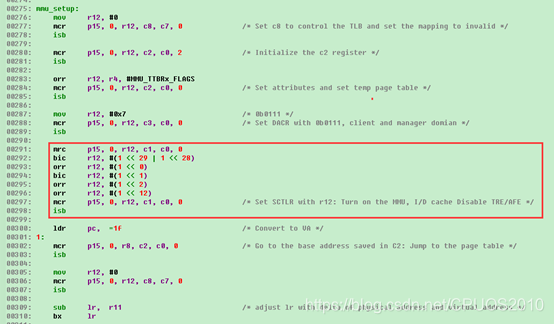 00275: mmu_setup:
00276: mov r12, #0
00277: mcr p15, 0, r12, c8, c7, 0 /* Set c8 to control the TLB and set the mapping to invalid */
00278: isb
00279:
00280: mcr p15, 0, r12, c2, c0, 2 /* Initialize the c2 register */
00281: isb
00282:
00283: orr r12, r4, #MMU_TTBRx_FLAGS
00284: mcr p15, 0, r12, c2, c0, 0 /* Set attributes and set temp page table */
00285: isb
00286:
00287: mov r12, #0x7 /* 0b0111 */
00288: mcr p15, 0, r12, c3, c0, 0 /* Set DACR with 0b0111, client and manager domian */
00289: isb
00290:
00291: mrc p15, 0, r12, c1, c0, 0
00292: bic r12, #(1 << 29 | 1 << 28)
00293: orr r12, #(1 << 0)
00294: bic r12, #(1 << 1)
00295: orr r12, #(1 << 2)
00296: orr r12, #(1 << 12)
00297: mcr p15, 0, r12, c1, c0, 0 /* Set SCTLR with r12: Turn on the MMU, I/D cache Disable TRE/AFE */
00298: isb
00299:
00300: ldr pc, =1f /* Convert to VA */
00301: 1:
00302: mcr p15, 0, r8, c2, c0, 0 /* Go to the base address saved in C2: Jump to the page table */
00303: isb
00304:
00305: mov r12, #0
00306: mcr p15, 0, r12, c8, c7, 0
00307: isb
00308:
00309: sub lr, r11 /* adjust lr with delta of physical address and virtual address */
00310: bx lr
https://blog.csdn.net/GRUGS2010